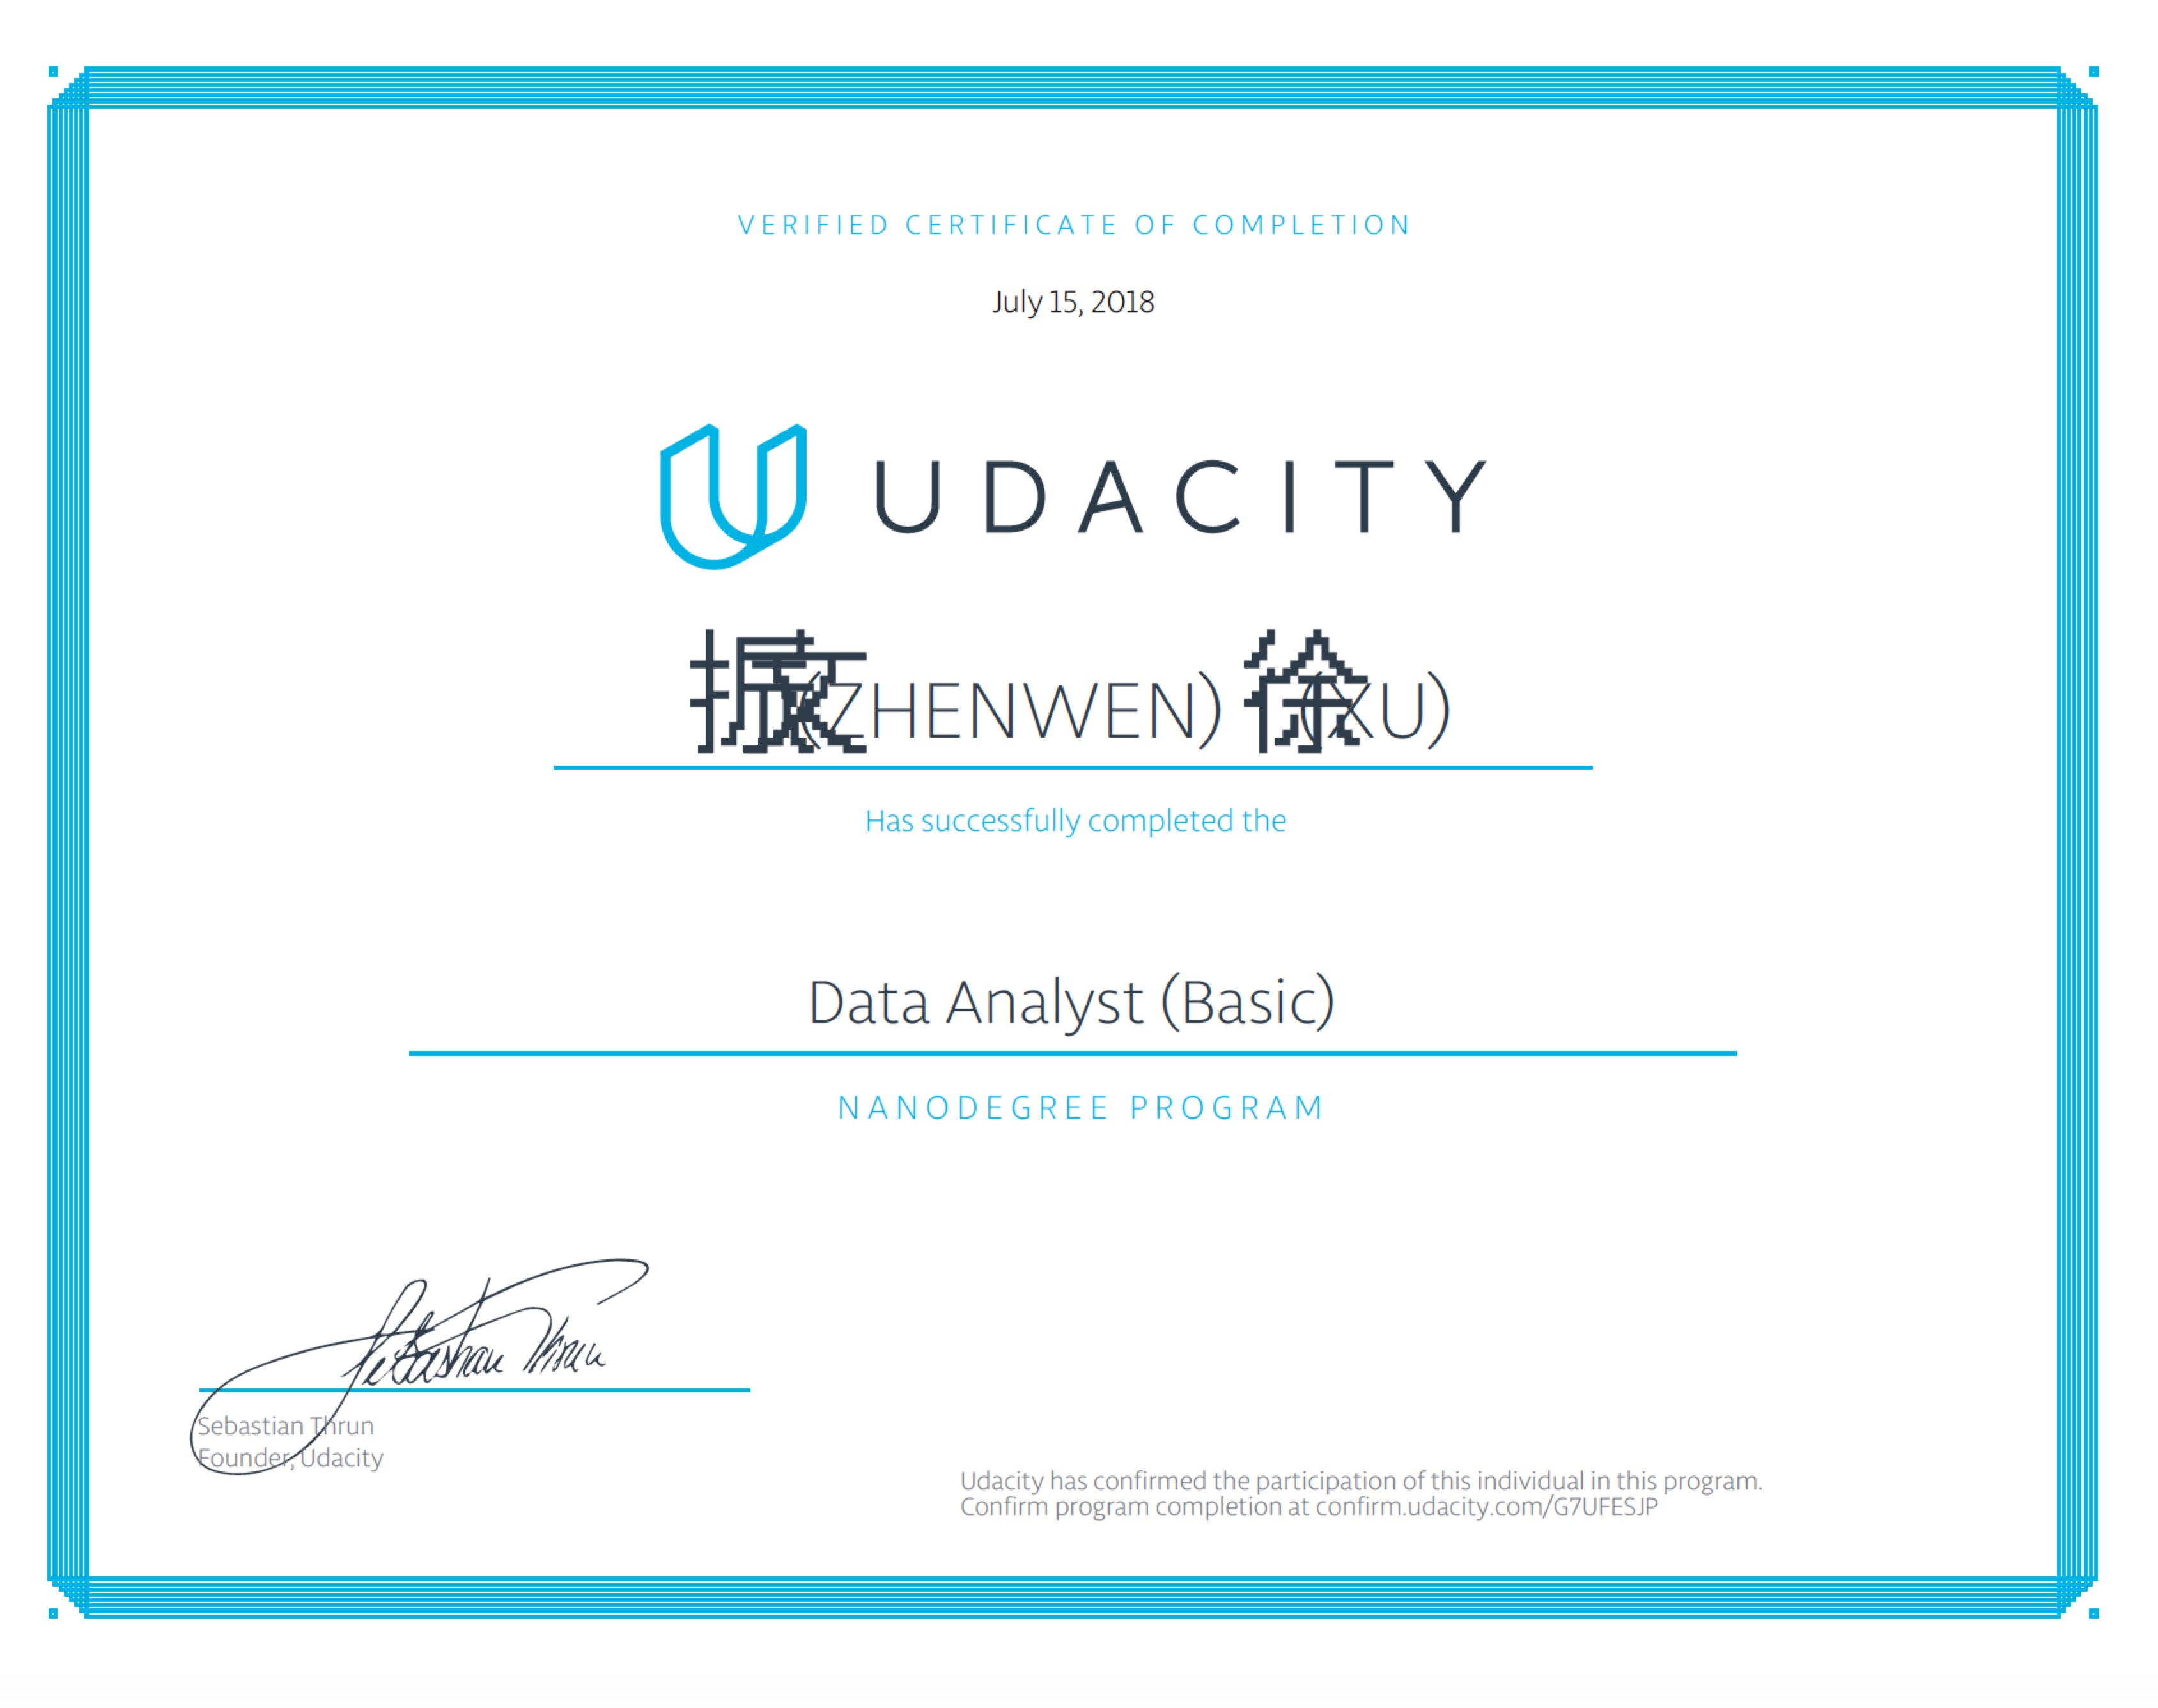 VERIFIED CERTIFICATE OF COMPLETION
July 15, 2018
UDACITY
振文(ZHENWEN) 徐(XU)
Has successfully completed the
Data Analyst (Basic)
NANODEGREE PROGRAM
Sebastian Thrun
Sebastian Thrun
Founder, Udacity
Udacity has confirmed the participation of this individual in this program.
Confirm program completion at confirm.udacity.com/G7UFESJP